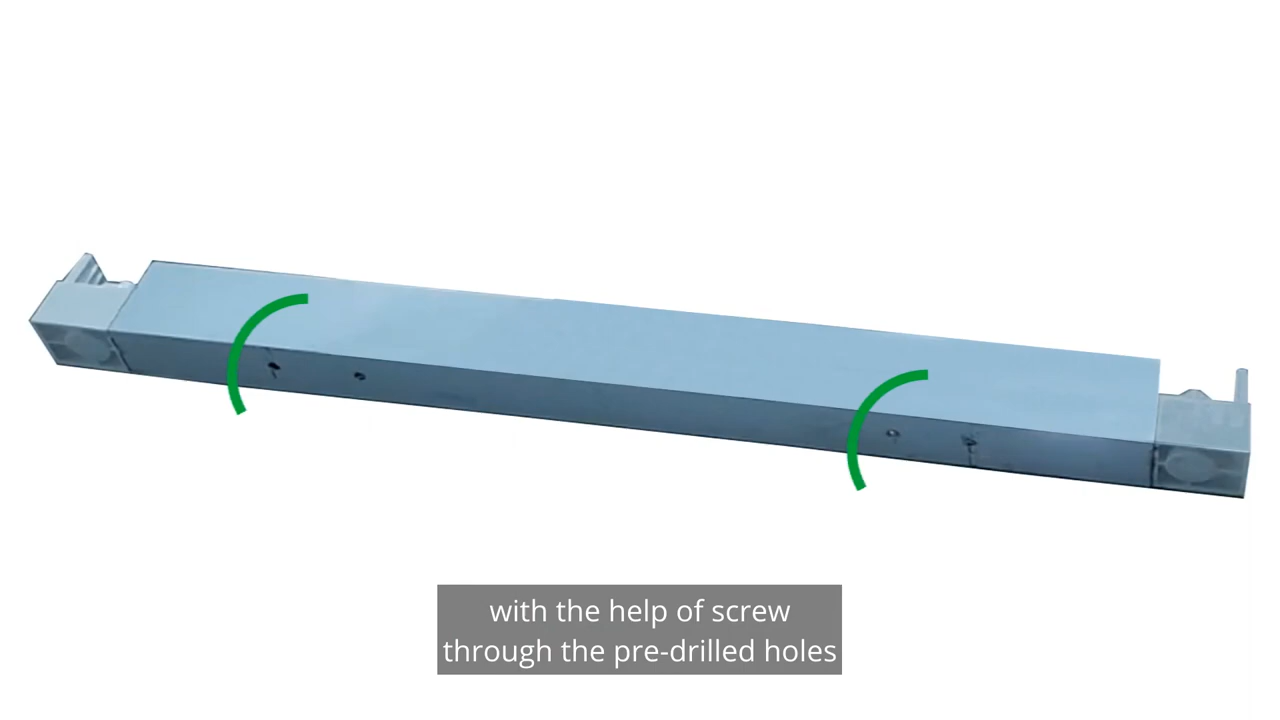 with the help of screw
through the pre-drilled holes